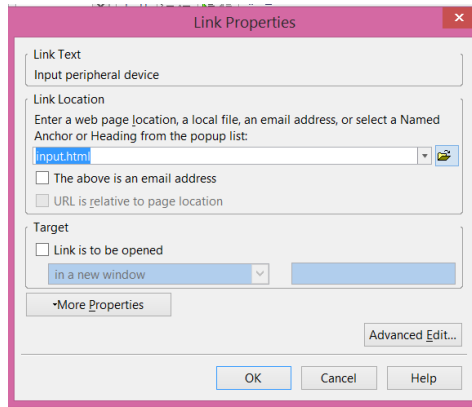 Link Properties
Link Text
Input peripheral device
Link Location
Enter a web page location, a local file, an email address, or select a Named
Anchor or Heading from the popup list:
input.html
The above is an email address
URL is relative to page location
Target
Link is to be opened
in a new window
More Properties
Advanced Edit...
OK Cancel Help